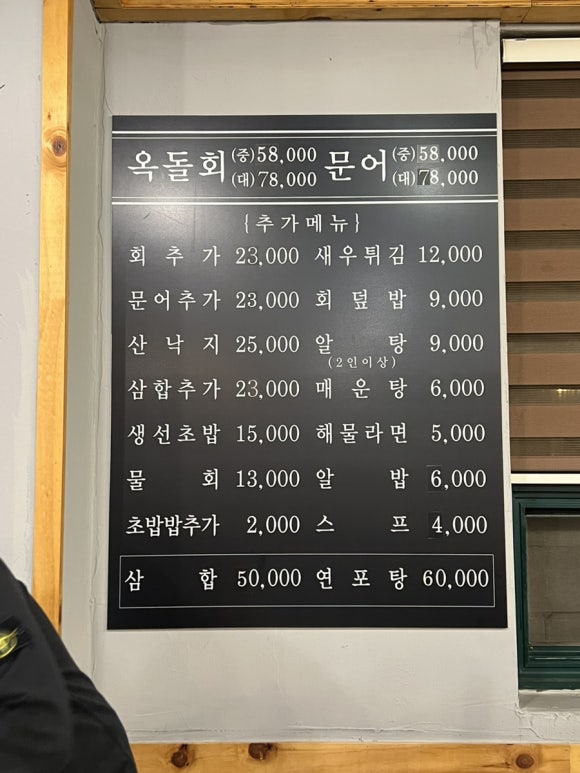 옥돌회 (중)58,000 문어 (중)58,000
(대)78,000 (대)78,000
{추가메뉴}
회 추 가 23,000 새우튀김 12,000
문어추가 23,000 회 덮 밥 9,000
산 낙 지 25,000 알 탕 9,000
(2인이상)
삼합추가 23,000 매 운 탕 6,000
생선초밥 15,000 해물라면 5,000
물 회 13,000 알 밥 6,000
초밥밥추가 2,000 스 프 4,000
삼 합 50,000 연 포 탕 60,000